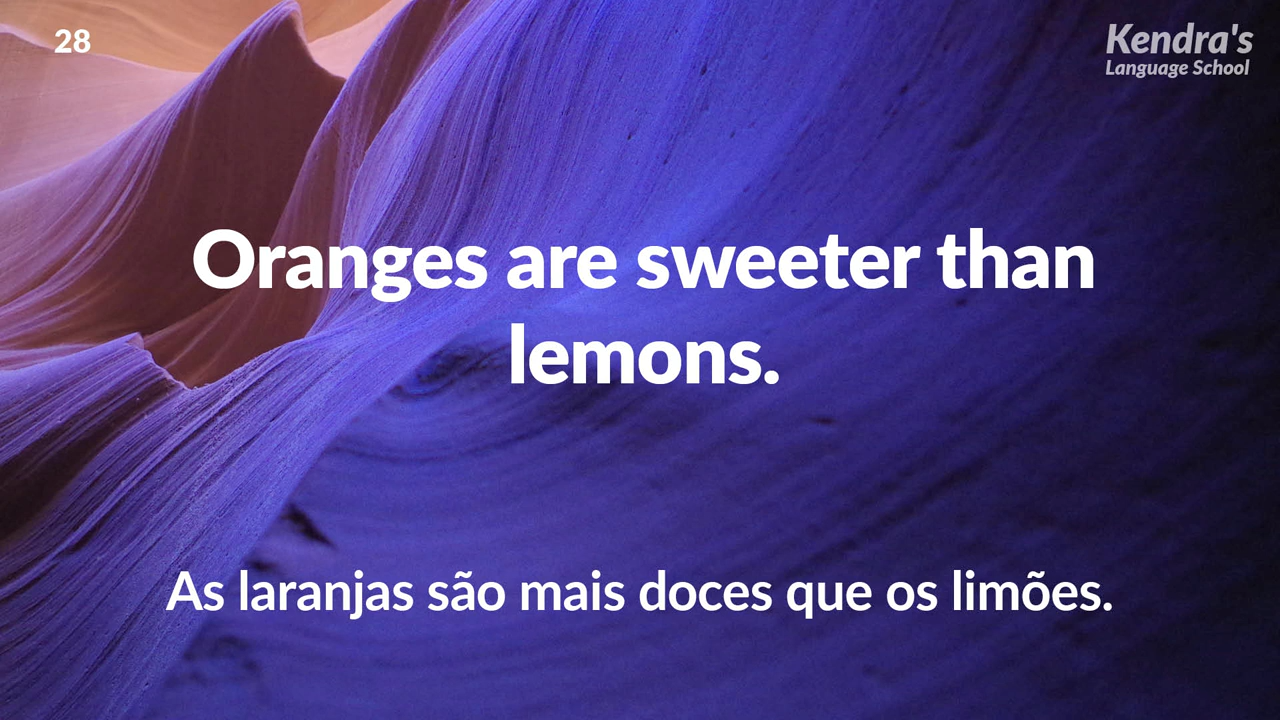 28
Kendra's
Language School
Oranges are sweeter than
lemons.
As laranjas são mais doces que os limões.